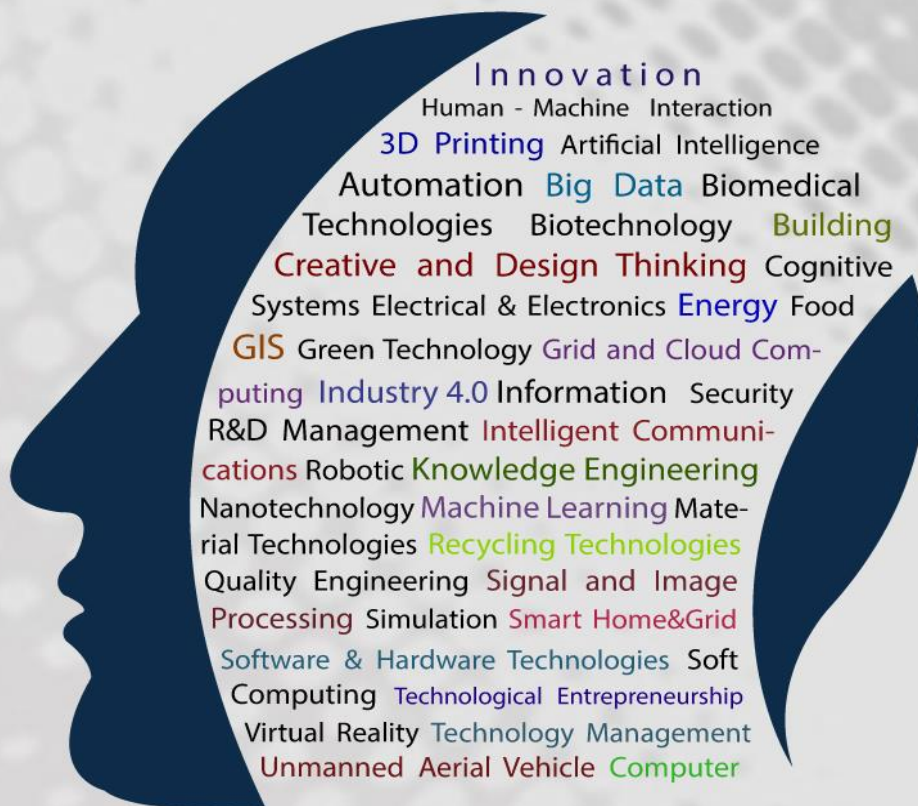 Innovation
Human - Machine Interaction
3D Printing Artificial Intelligence
Automation Big Data Biomedical
Technologies Biotechnology Building
Creative and Design Thinking Cognitive
Systems Electrical & Electronics Energy Food
GIS Green Technology Grid and Cloud Com-
puting Industry 4.0 Information Security
R&D Management Intelligent Communi-
cations Robotic Knowledge Engineering
Nanotechnology Machine Learning Mate-
rial Technologies Recycling Technologies
Quality Engineering Signal and Image
Processing Simulation Smart Home&Grid
Software & Hardware Technologies Soft
Computing Technological Entrepreneurship
Virtual Reality Technology Management
Unmanned Aerial Vehicle Computer